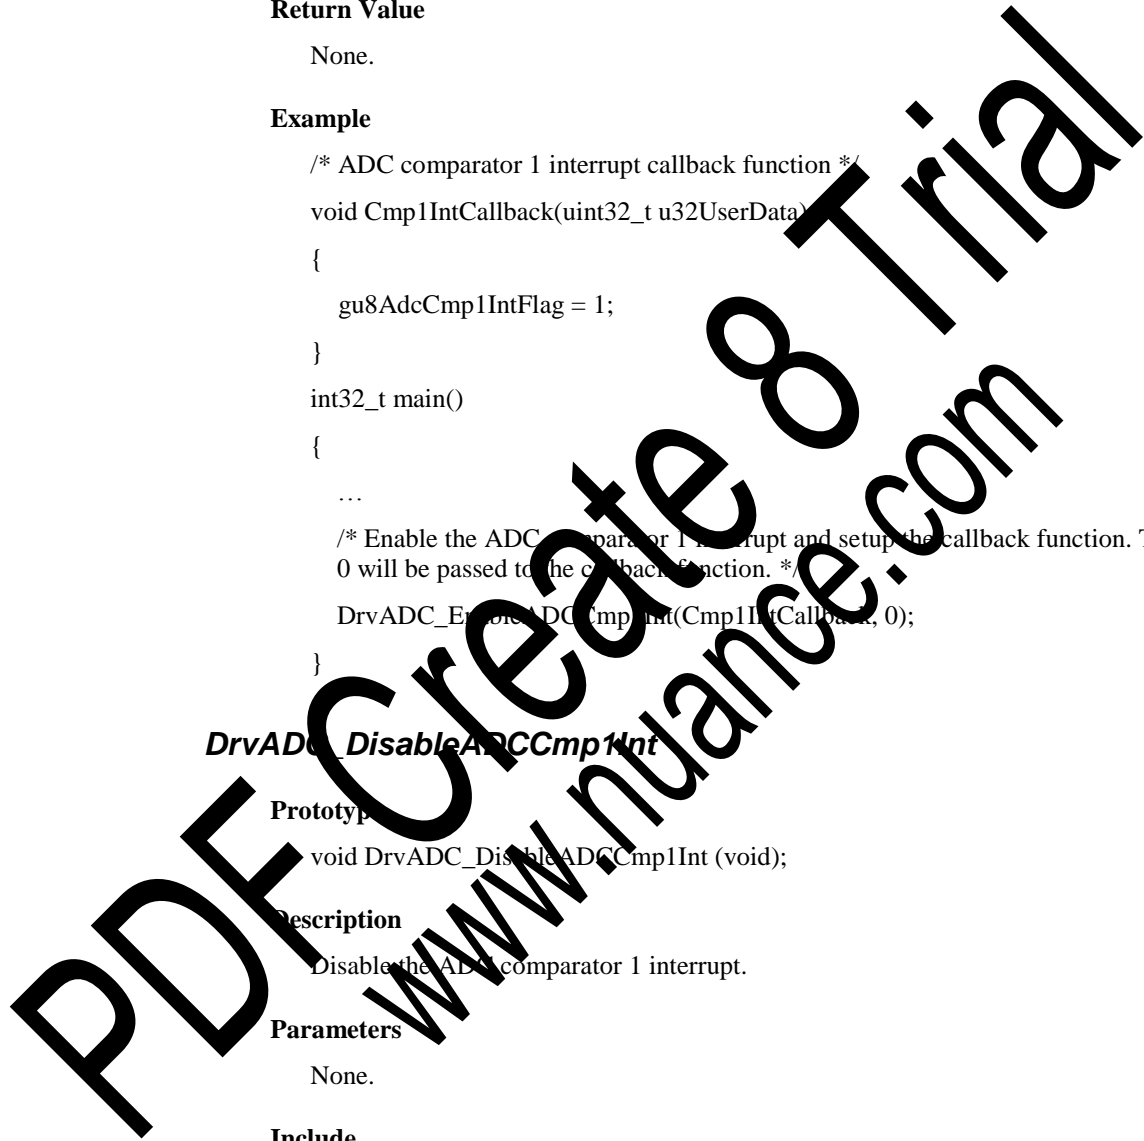 Return Value
None.
Example
/* ADC comparator 1 interrupt callback function */
void Cmp1IntCallback(uint32_t u32UserData)
{
gu8AdcCmp1IntFlag = 1;
}
int32_t main()
{
…
/* Enable the ADC comparator 1 interrupt and setup the callback function. T
0 will be passed to the callback function. */
DrvADC_EnableADCCmp1Int(Cmp1IntCallback, 0);
}
DrvADC_DisableADCCmp1Int
Prototype
void DrvADC_DisableADCCmp1Int (void);
Description
Disable the ADC comparator 1 interrupt.
Parameters
None.
Include
PDF Create 8 Trial
www.nuance.com